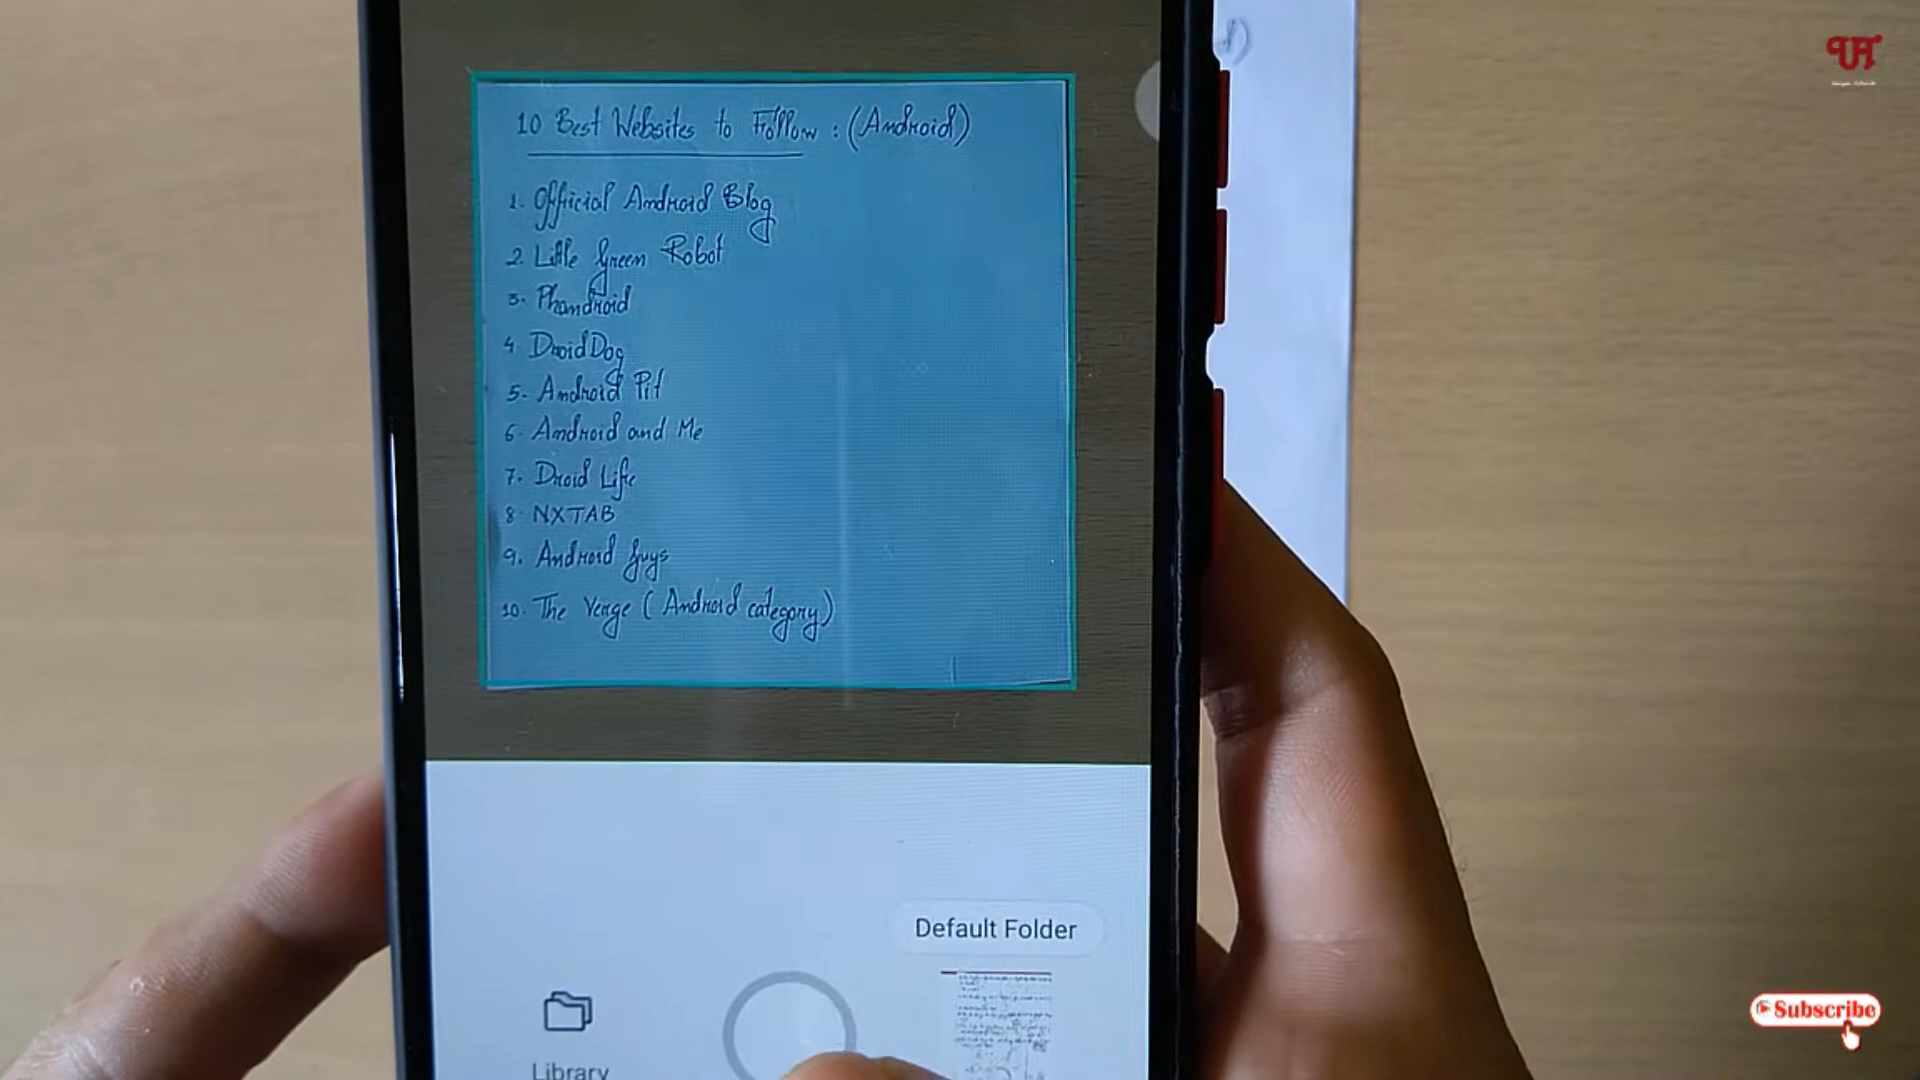 10 Best Websites to Follow : (Android)
1. Official Android Blog
2. Little Green Robot
3. Phandroid
4 DroidDog
5. Android Pit
6. Android and Me
7. Droid Life
8. NXTAB
9. Android Guys
10. The Verge (Android category)
Default Folder
Library
Subscribe